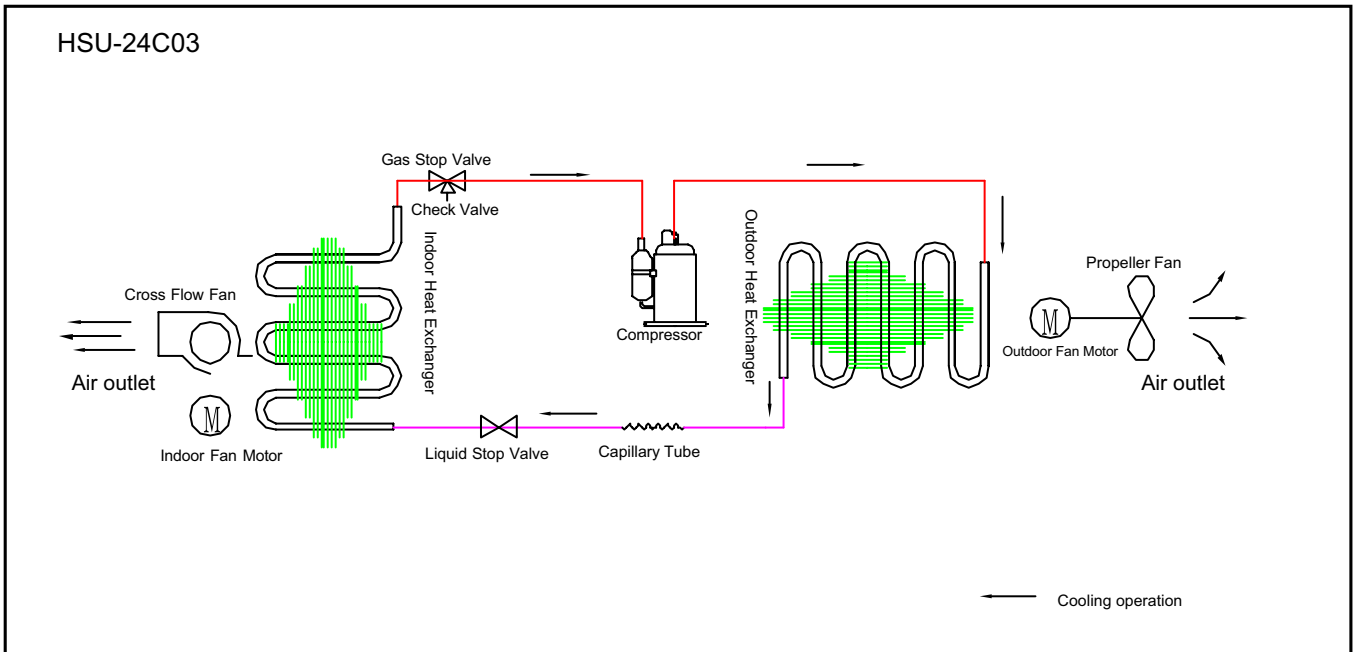 HSU-24C03
Gas Stop Valve
Check Valve
Indoor Heat Exchanger
Outdoor Heat Exchanger
Cross Flow Fan
Air outlet
M
Indoor Fan Motor
Compressor
Propeller Fan
M
Outdoor Fan Motor
Air outlet
Liquid Stop Valve
Capillary Tube
Cooling operation